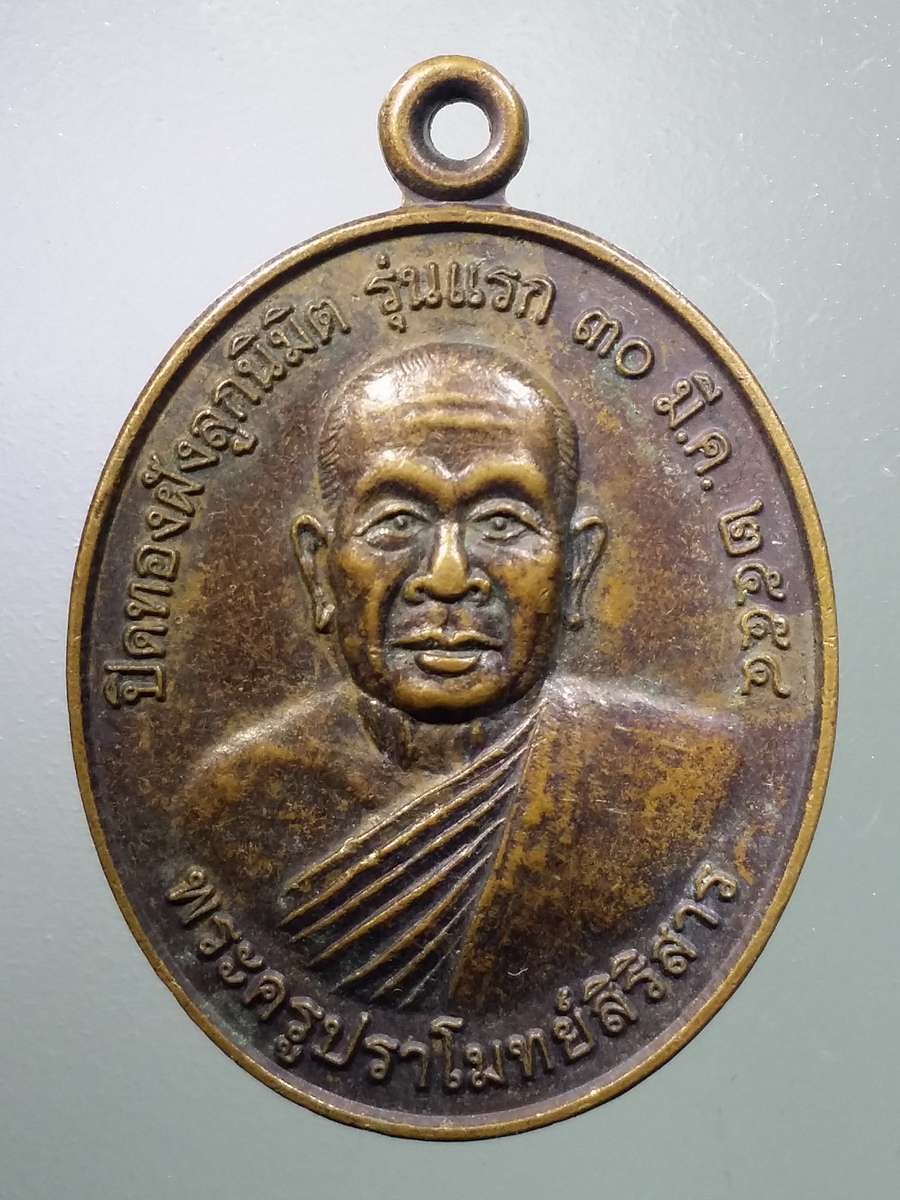 ปิดทองฝังลูกนิมิต รุ่นแรก ๓๐ มี.ค. ๒๕๕๔
พระครูปราโมทย์สิริสาร